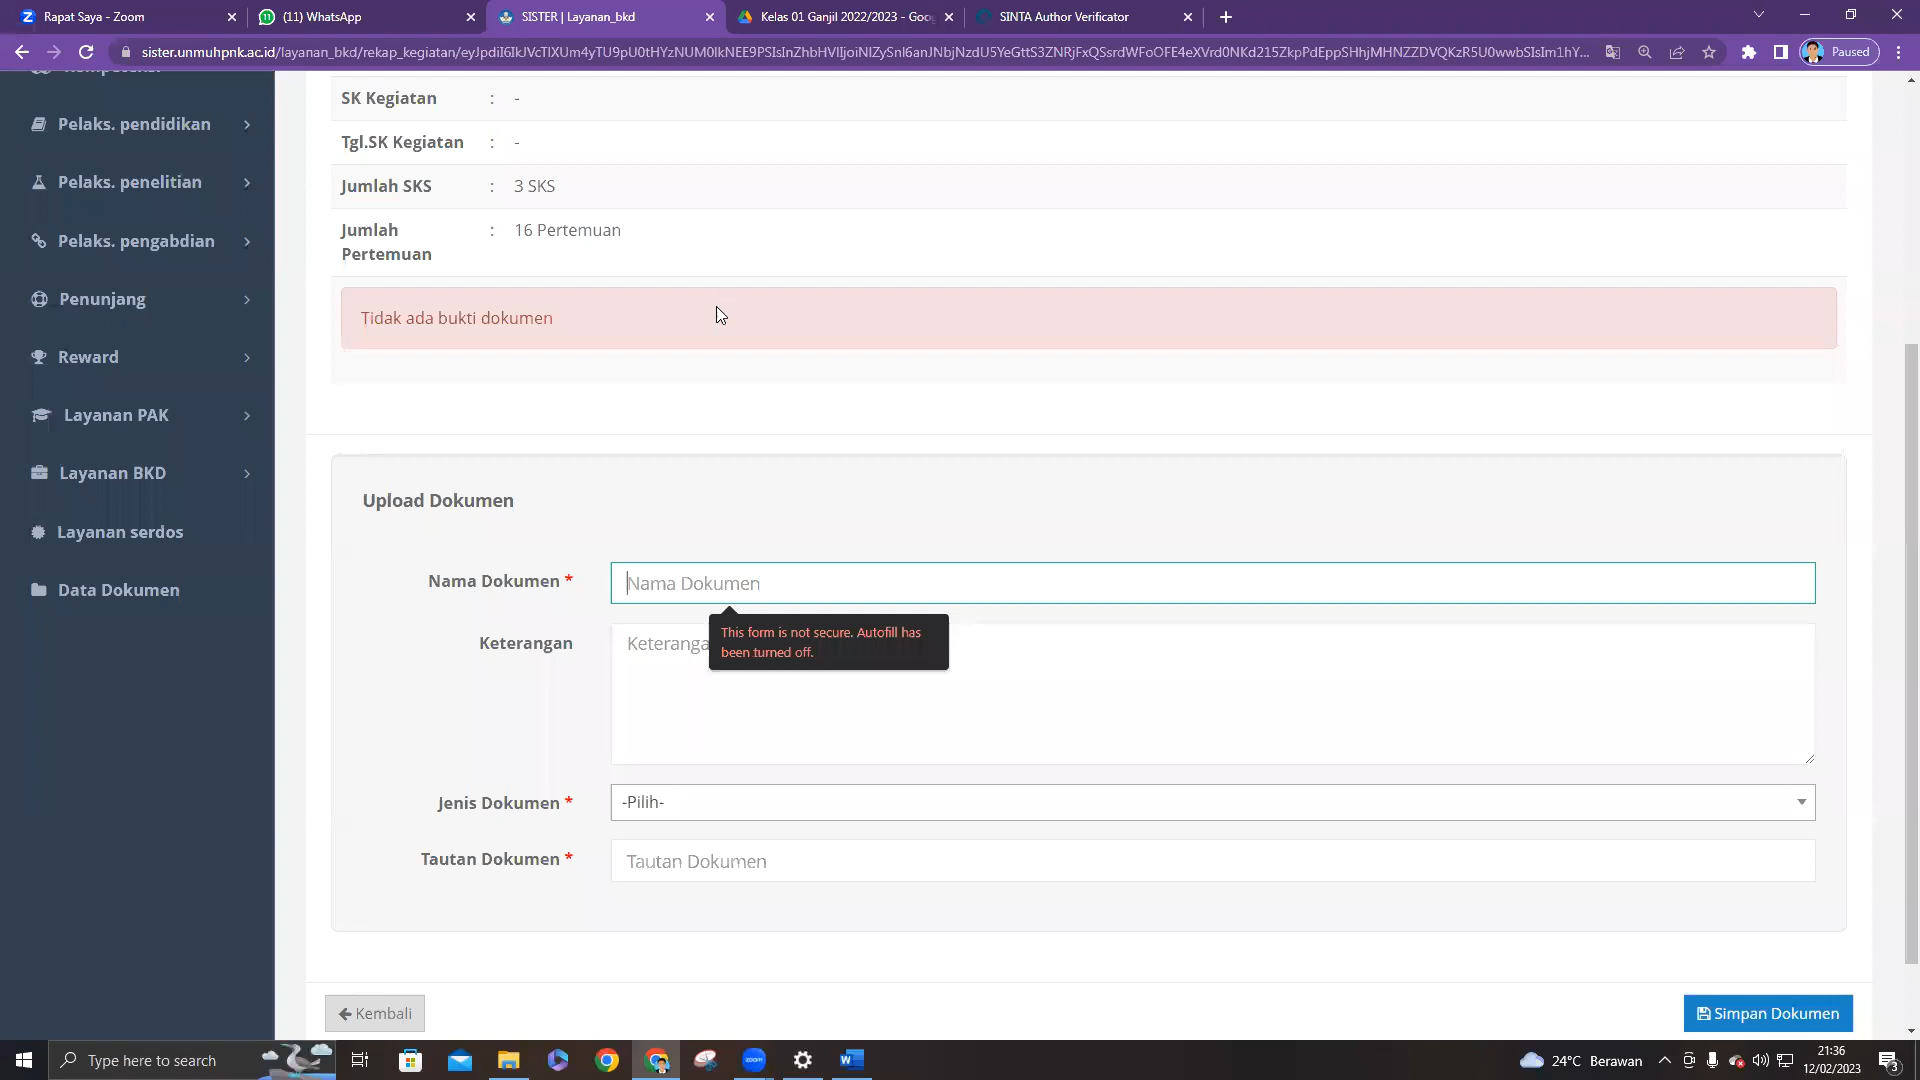 Rapat Saya - Zoom
(11) WhatsApp
SISTER | Layanan_bkd
Kelas 01 Ganjil 2022/2023 - Goo
SINTA Author Verificator
Paused
Pelaks. pendidikan
Pelaks. penelitian
Pelaks. pengabdian
Penunjang
Reward
Layanan PAK
Layanan BKD
Layanan serdos
Data Dokumen
SK Kegiatan : -
Tgl.SK Kegiatan : -
Jumlah SKS : 3 SKS
Jumlah Pertemuan : 16 Pertemuan
Tidak ada bukti dokumen
Upload Dokumen
Nama Dokumen * Nama Dokumen
This form is not secure. Autofill has
been turned off.
Keterangan
Jenis Dokumen * -Pilih-
Tautan Dokumen * Tautan Dokumen
Kembali
Simpan Dokumen
Type here to search
zoom
24°C Berawan
21:36
12/02/2023
3